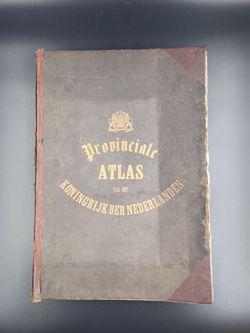 Provinciale
ATLAS
VAN HET
KONINGRIJK DER NEDERLANDEN